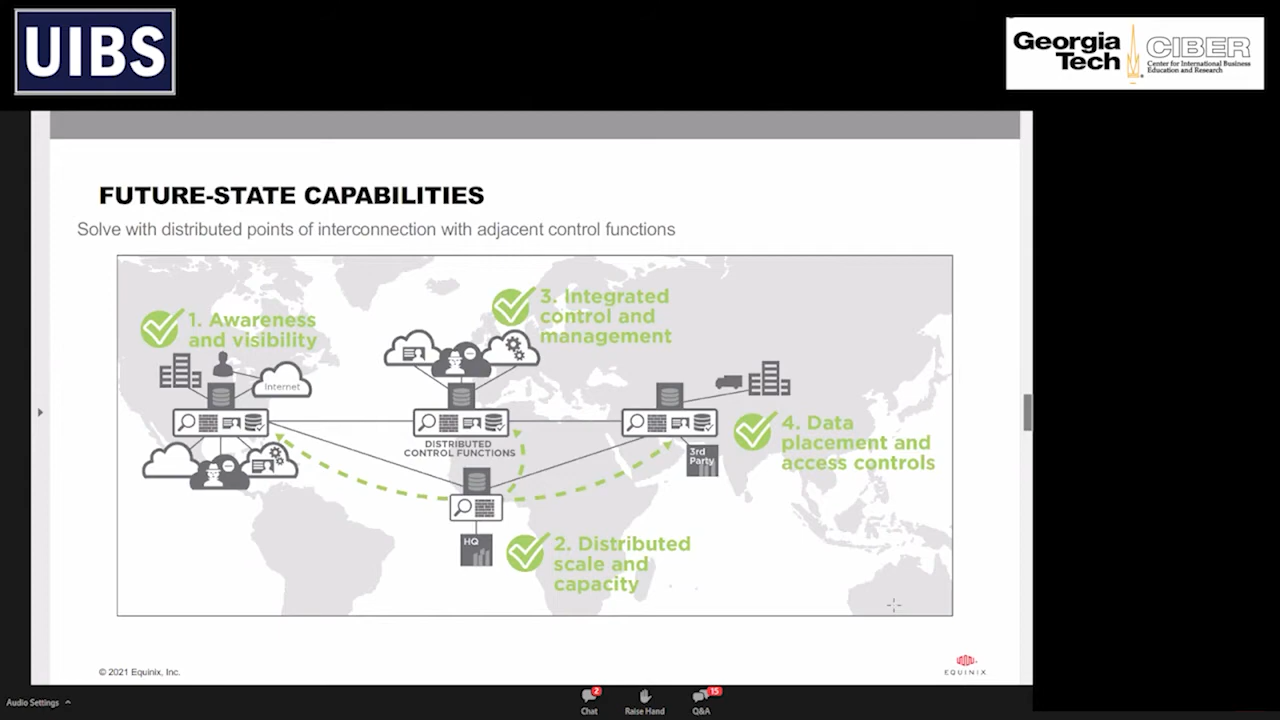 UIBS
Georgia
Tech
CIBER
Center for International Business
Education and Research
FUTURE-STATE CAPABILITIES
Solve with distributed points of interconnection with adjacent control functions
1. Awareness
and visibility
3. Integrated
control and
management
Internet
DISTRIBUTED
CONTROL FUNCTIONS
4. Data
placement and
access controls
3rd
Party
HQ
2. Distributed
scale and
capacity
© 2021 Equinix, Inc.
EQUINIX
Audio Settings
2
Chat
Raise Hand
15
Q&A